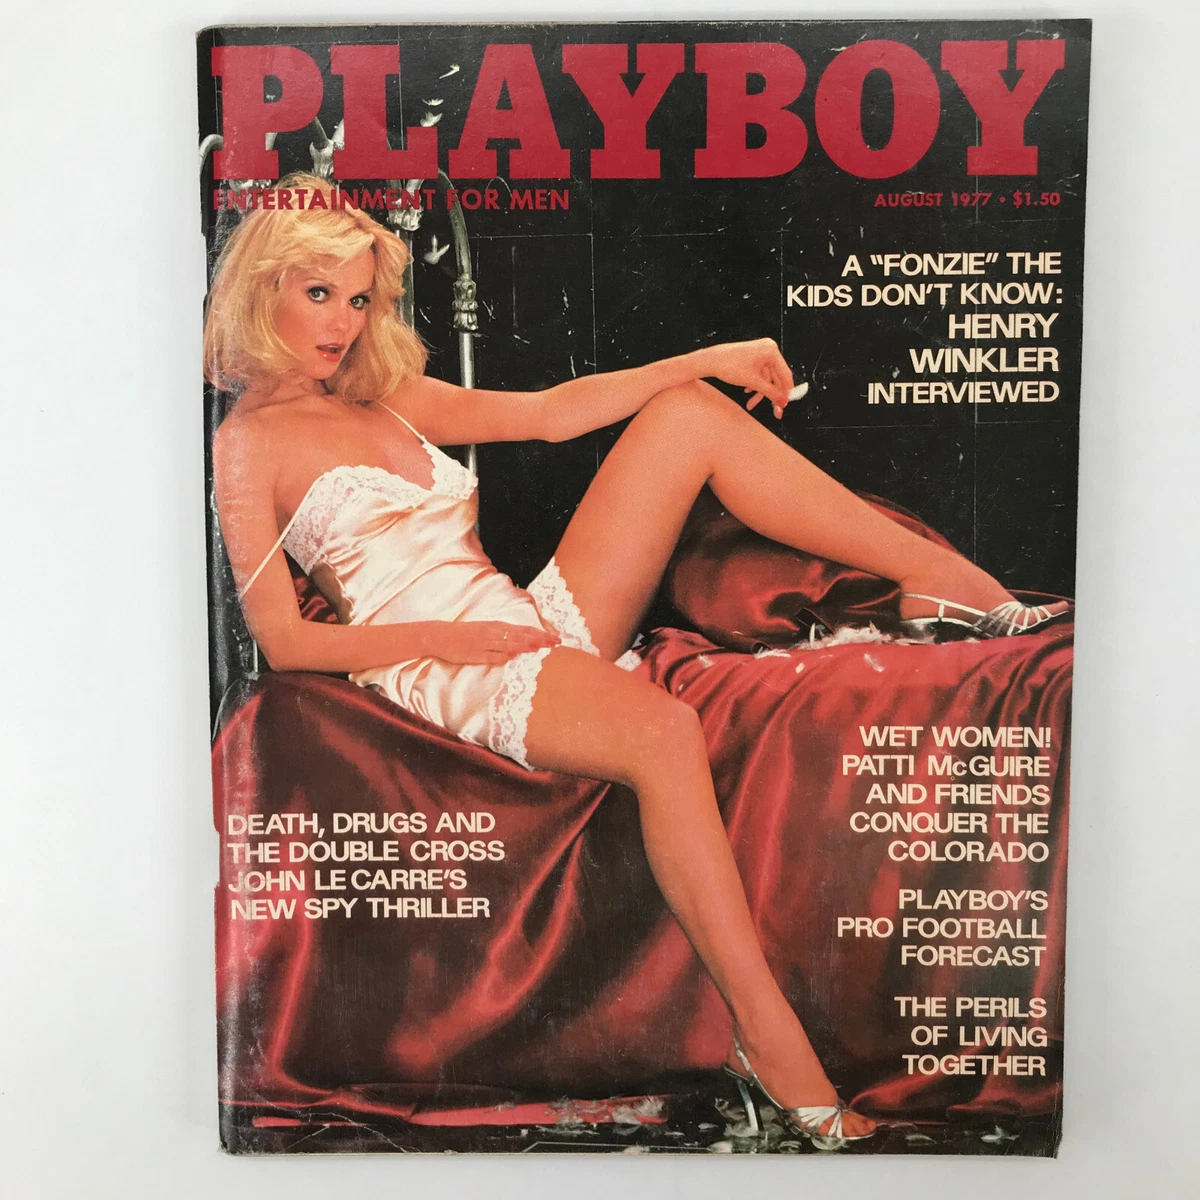 PLAYBOY
ENTERTAINMENT FOR MEN
AUGUST 1977 • $1.50
A "FONZIE" THE
KIDS DON'T KNOW:
HENRY
WINKLER
INTERVIEWED
WET WOMEN!
PATTI McGUIRE
AND FRIENDS
CONQUER THE
COLORADO
DEATH, DRUGS AND
THE DOUBLE CROSS
JOHN LE CARRE'S
NEW SPY THRILLER
PLAYBOY'S
PRO FOOTBALL
FORECAST
THE PERILS
OF LIVING
TOGETHER